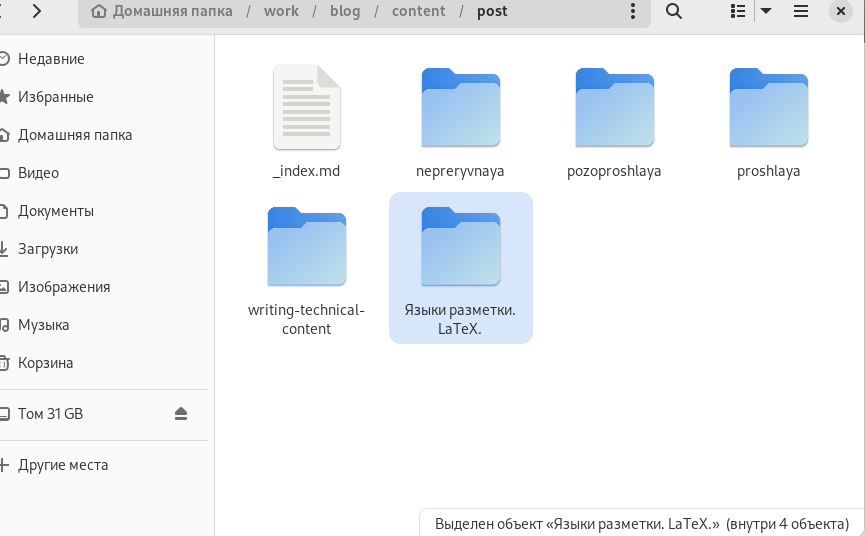 Домашняя папка / work / blog / content / post
Недавние
Избранные
Домашняя папка
Видео
Документы
Загрузки
Изображения
Музыка
Корзина
Том 31 GB
Другие места
_index.md
nepreryvnaya
pozoproshlaya
proshlaya
writing-technical-
content
Языки разметки.
LaTeX.
Выделен объект «Языки разметки. LaTeX.» (внутри 4 объекта)